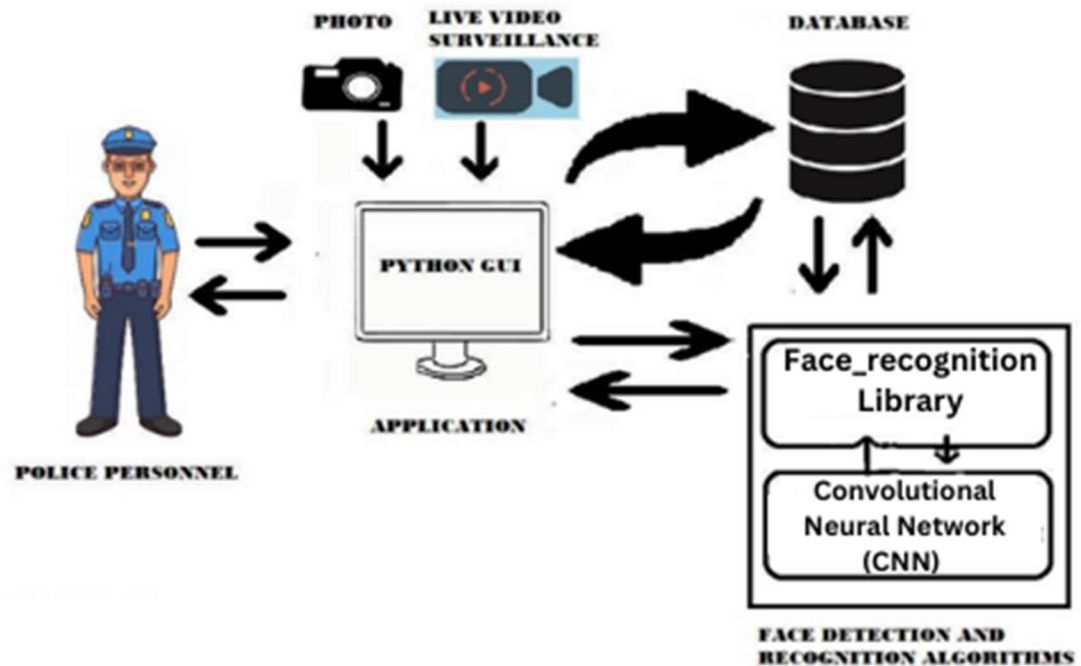 PHOTO
LIVE VIDEO
SURVEILLANCE
DATABASE
PYTHON GUI
APPLICATION
POLICE PERSONNEL
Face_recognition
Library
Convolutional
Neural Network
(CNN)
FACE DETECTION AND
RECOGNITION ALGORITHMS